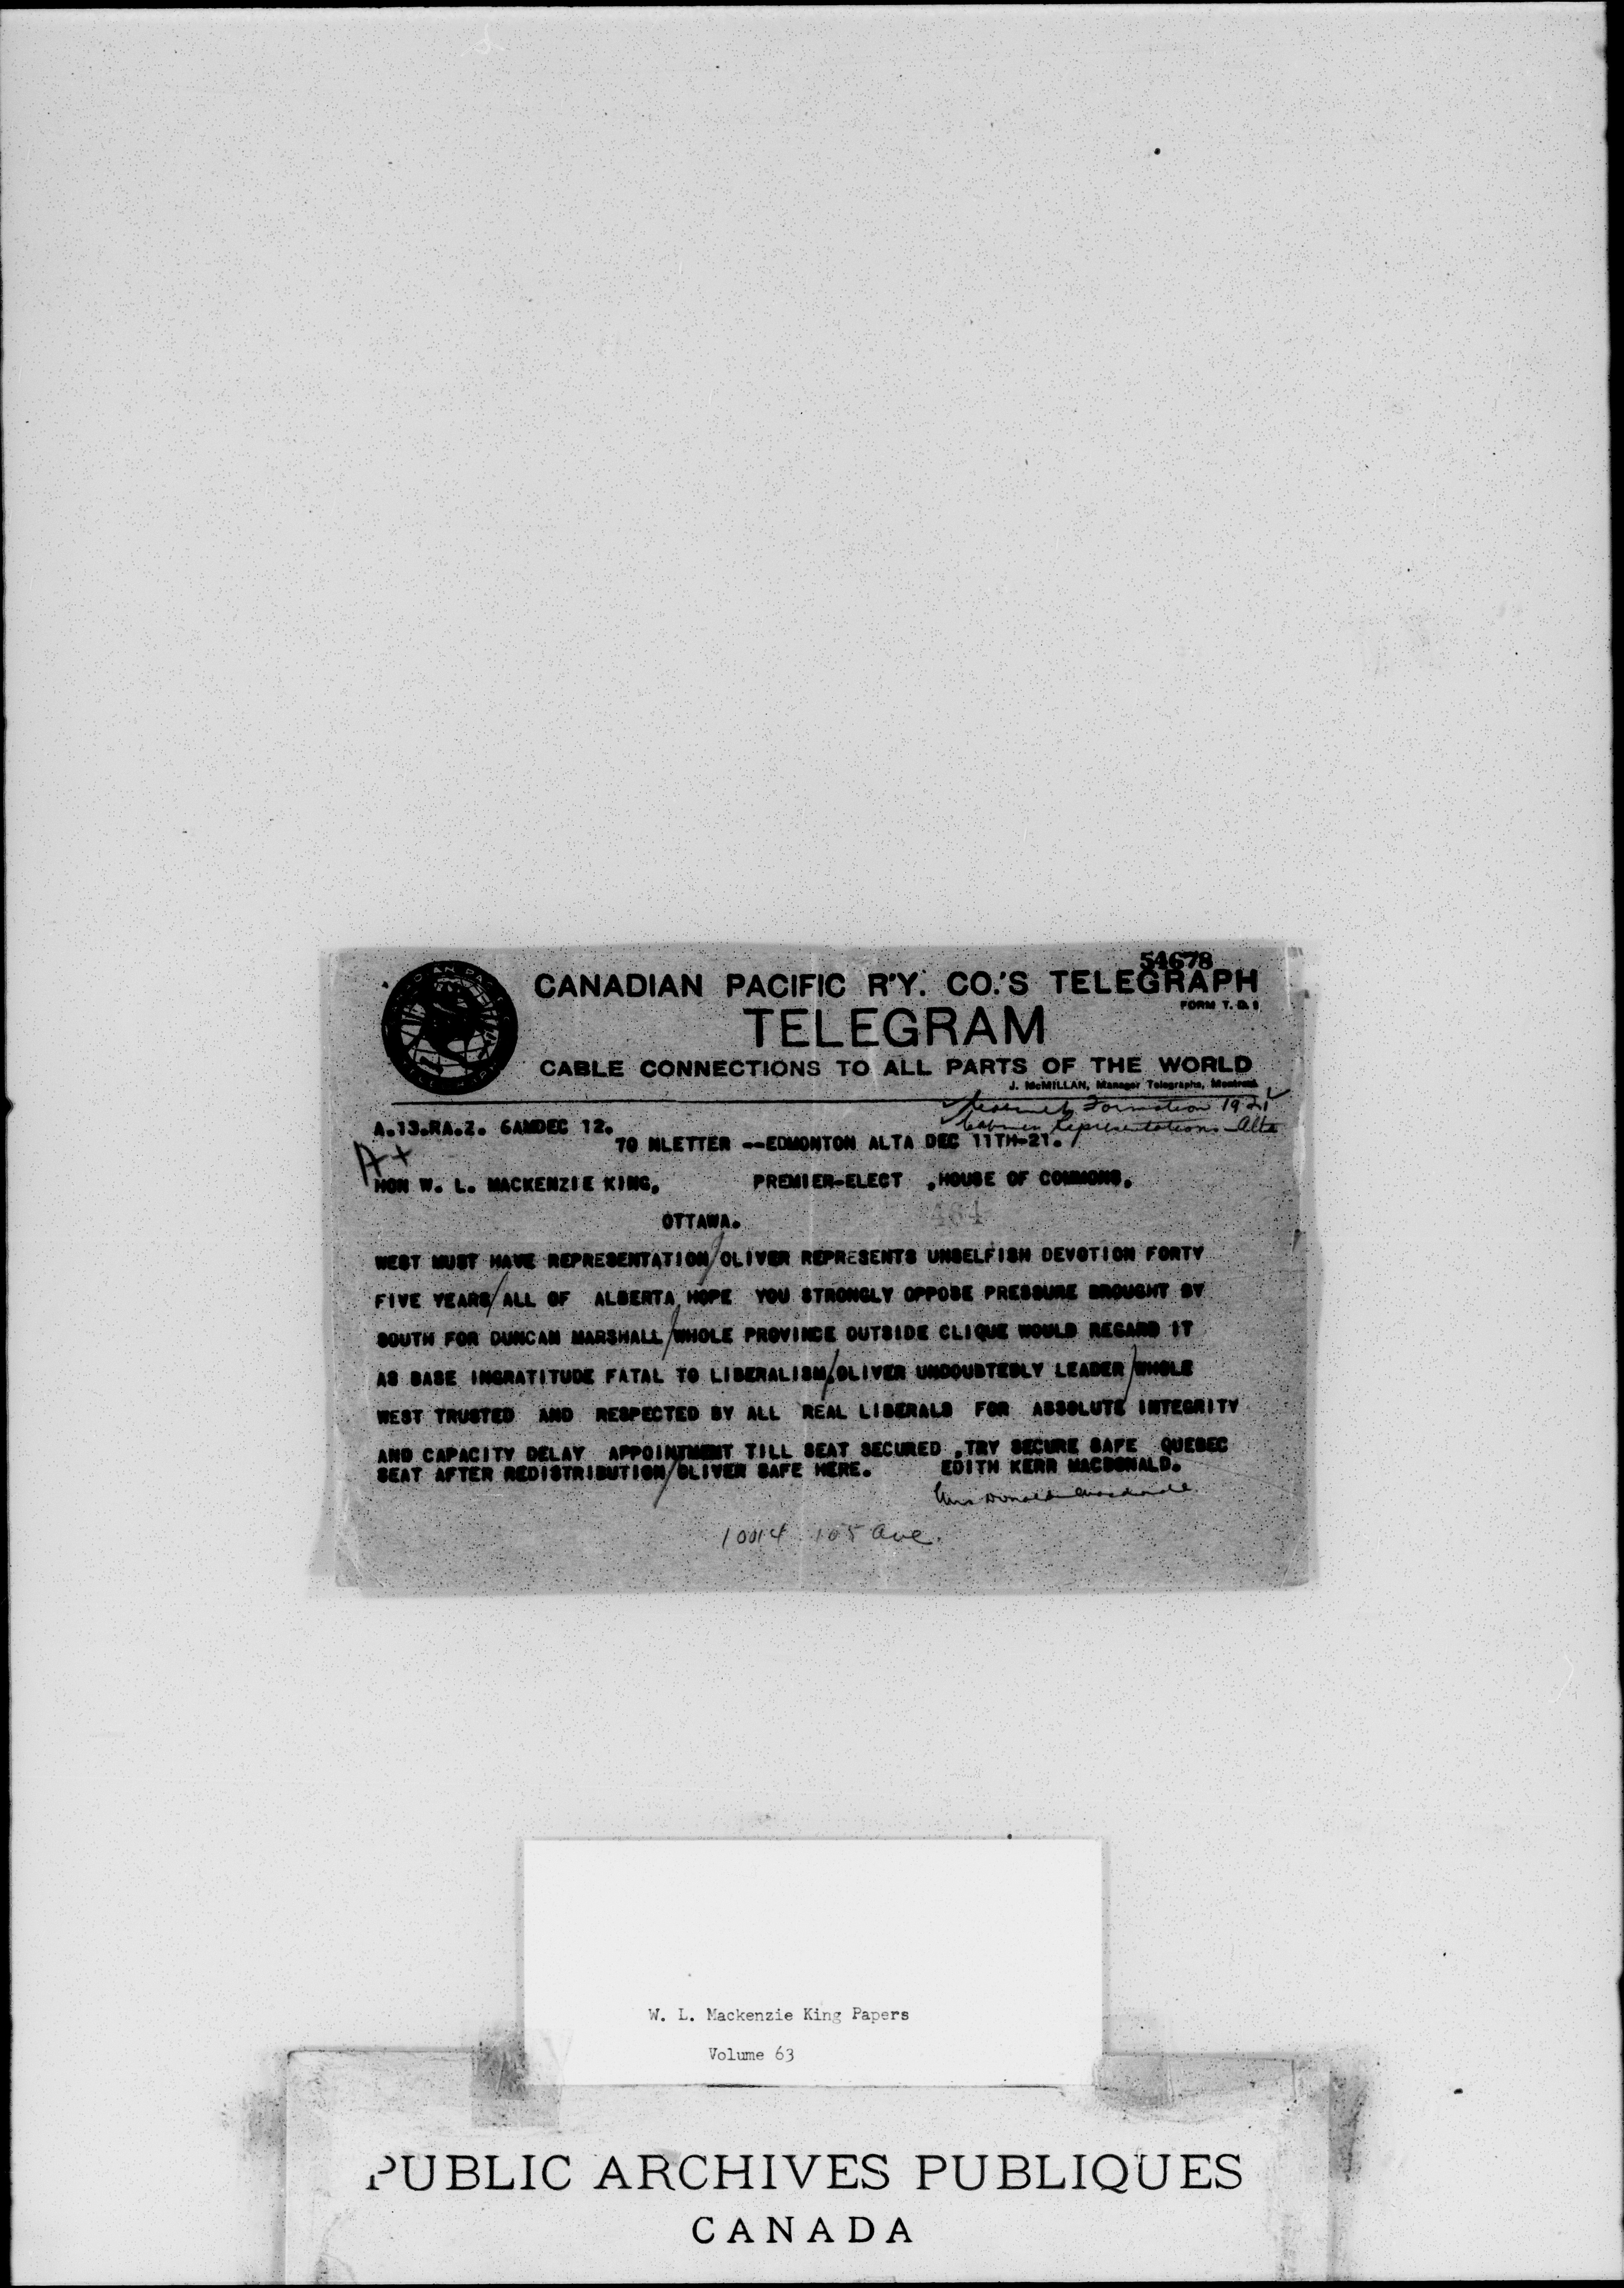 54678
CANADIAN PACIFIC R'Y. CO.'S TELEGRAPH
FORM T. D. 1
TELEGRAM
CABLE CONNECTIONS TO ALL PARTS OF THE WORLD
J. McMILLAN, Manager Telegraphs, Montreal
Cabinet Formation 1921
Cabinet Representations Alta
A.13.RA.Z. 6AMDEC 12.
70 NLETTER --EDMONTON ALTA DEC 11TH-21.
A+
HON W. L. MACKENZIE KING, PREMIER-ELECT ,HOUSE OF COMMONS,
OTTAWA.
464
WEST MUST HAVE REPRESENTATION/OLIVER REPRESENTS UNSELFISH DEVOTION FORTY
FIVE YEARS/ALL OF ALBERTA HOPE YOU STRONGLY OPPOSE PRESSURE BROUGHT BY
SOUTH FOR DUNCAN MARSHALL/WHOLE PROVINCE OUTSIDE CLIQUE WOULD REGARD IT
AS BASE INGRATITUDE FATAL TO LIBERALISM/OLIVER UNDOUBTEDLY LEADER/WHOLE
WEST TRUSTED AND RESPECTED BY ALL REAL LIBERALS FOR ABSOLUTE INTEGRITY
AND CAPACITY DELAY APPOINTMENT TILL SEAT SECURED ,TRY SECURE SAFE QUEBEC
SEAT AFTER REDISTRIBUTION/OLIVER SAFE HERE. EDITH KERR MACDONALD.
Mrs Donald Macdonald
10014 105 Ave.
W. L. Mackenzie King Papers
Volume 63
PUBLIC ARCHIVES PUBLIQUES
CANADA